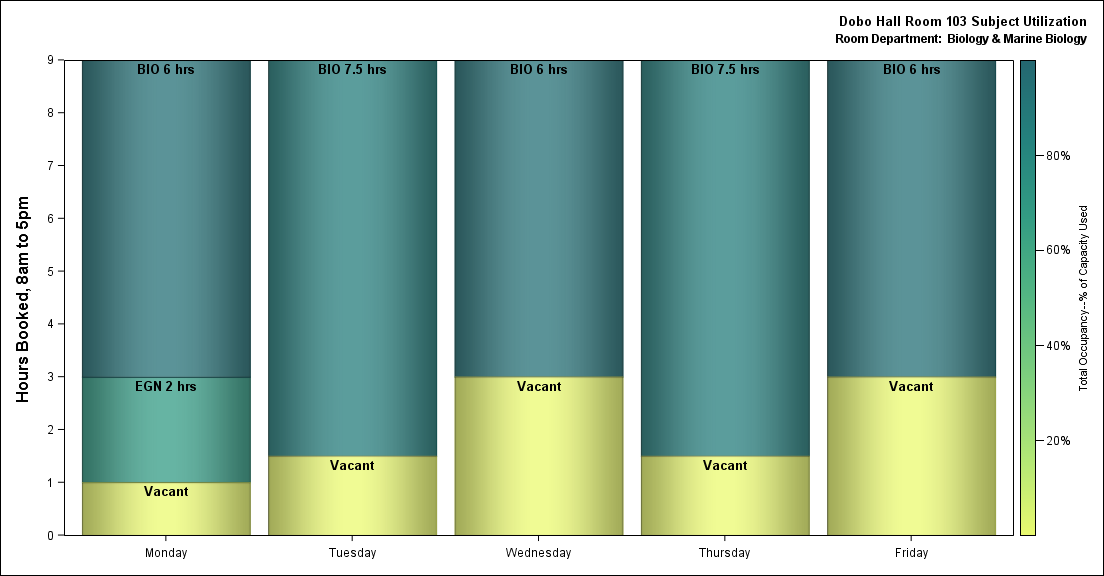 Dobo Hall Room 103 Subject Utilization
Room Department: Biology & Marine Biology
Hours Booked, 8am to 5pm
9
8
7
6
5
4
3
2
1
0
BIO 6 hrs
EGN 2 hrs
Vacant
BIO 7.5 hrs
Vacant
BIO 6 hrs
Vacant
BIO 7.5 hrs
Vacant
BIO 6 hrs
Vacant
Monday
Tuesday
Wednesday
Thursday
Friday
80%
60%
40%
20%
Total Occupancy--% of Capacity Used